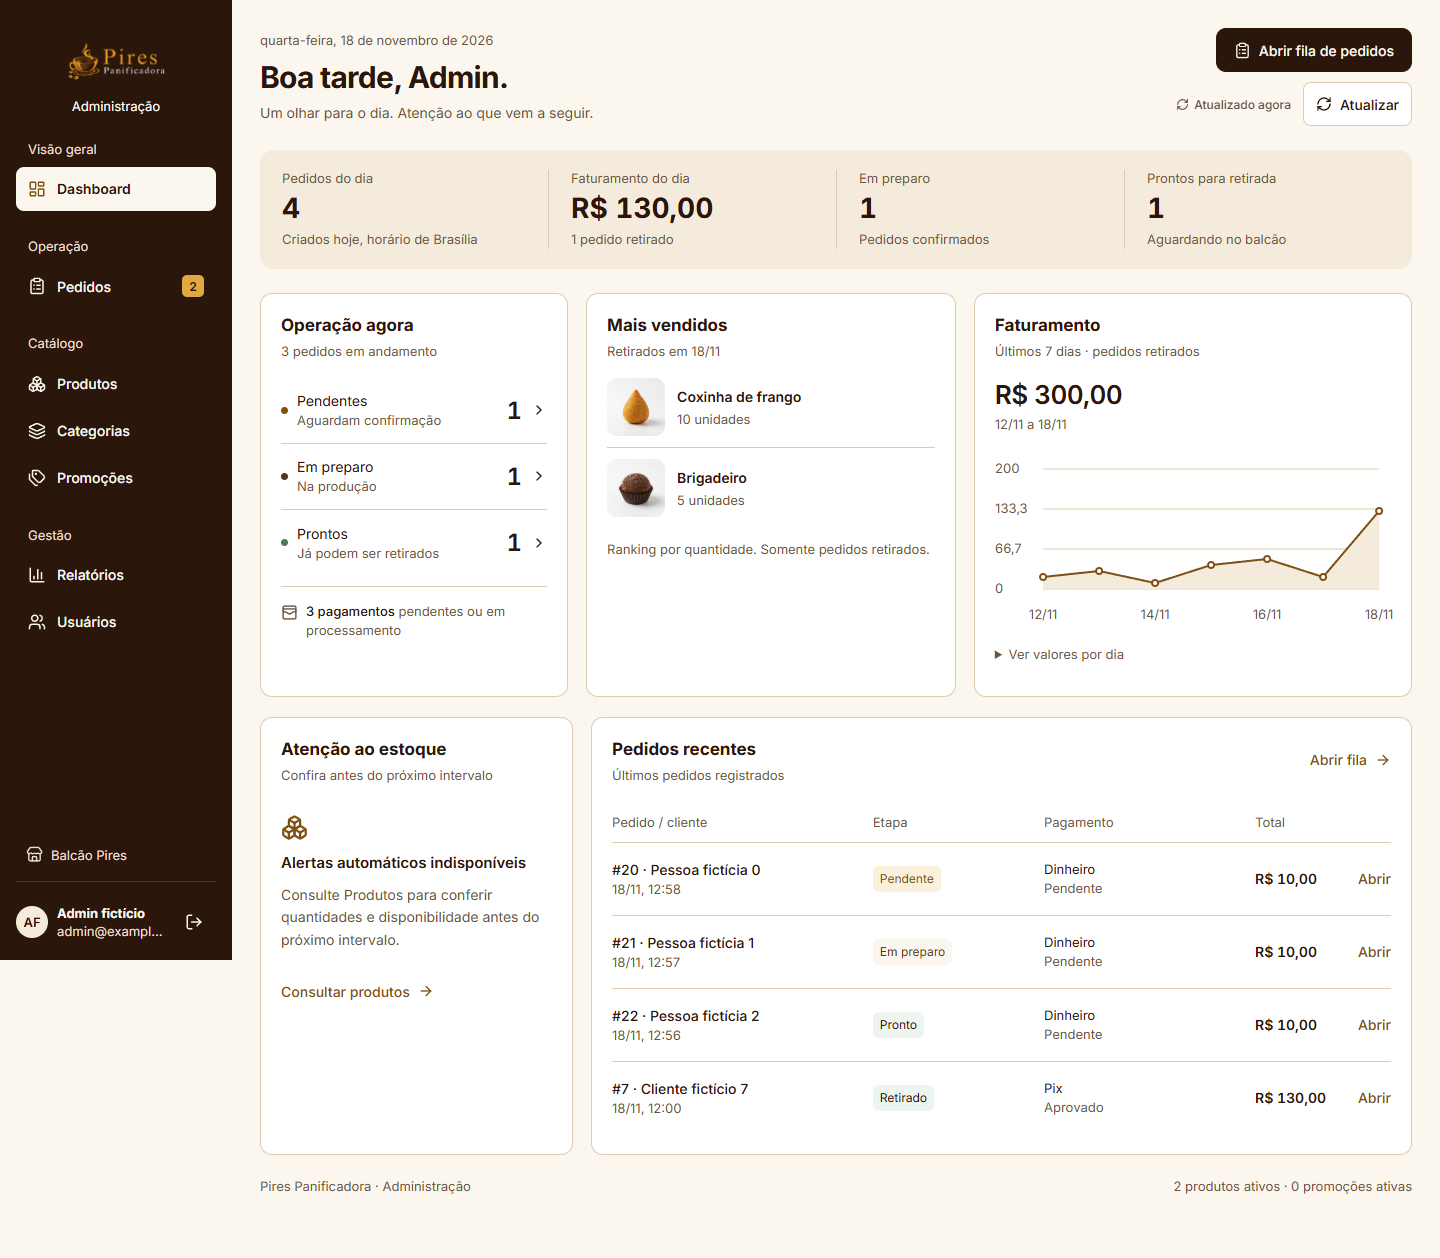 Pires
Panificadora
Administração
Visão geral
Dashboard
Operação
Pedidos
2
Catálogo
Produtos
Categorias
Promoções
Gestão
Relatórios
Usuários
Balcão Pires
AF
Admin fictício
admin@exampl...
quarta-feira, 18 de novembro de 2026
Boa tarde, Admin.
Um olhar para o dia. Atenção ao que vem a seguir.
Abrir fila de pedidos
Atualizado agora
Atualizar
Pedidos do dia
4
Criados hoje, horário de Brasília
Faturamento do dia
R$ 130,00
1 pedido retirado
Em preparo
1
Pedidos confirmados
Prontos para retirada
1
Aguardando no balcão
Operação agora
3 pedidos em andamento
Pendentes
Aguardam confirmação
1
Em preparo
Na produção
1
Prontos
Já podem ser retirados
1
3 pagamentos pendentes ou em
processamento
Mais vendidos
Retirados em 18/11
Coxinha de frango
10 unidades
Brigadeiro
5 unidades
Ranking por quantidade. Somente pedidos retirados.
Faturamento
Últimos 7 dias · pedidos retirados
R$ 300,00
12/11 a 18/11
200
133,3
66,7
0
12/11 14/11 16/11 18/11
Ver valores por dia
Atenção ao estoque
Confira antes do próximo intervalo
Alertas automáticos indisponíveis
Consulte Produtos para conferir
quantidades e disponibilidade antes do
próximo intervalo.
Consultar produtos
Pedidos recentes
Últimos pedidos registrados
Abrir fila
Pedido / cliente Etapa Pagamento Total
#20 · Pessoa fictícia 0
18/11, 12:58
Pendente
Dinheiro
Pendente
R$ 10,00
Abrir
#21 · Pessoa fictícia 1
18/11, 12:57
Em preparo
Dinheiro
Pendente
R$ 10,00
Abrir
#22 · Pessoa fictícia 2
18/11, 12:56
Pronto
Dinheiro
Pendente
R$ 10,00
Abrir
#7 · Cliente fictício 7
18/11, 12:00
Retirado
Pix
Aprovado
R$ 130,00
Abrir
Pires Panificadora · Administração
2 produtos ativos · 0 promoções ativas